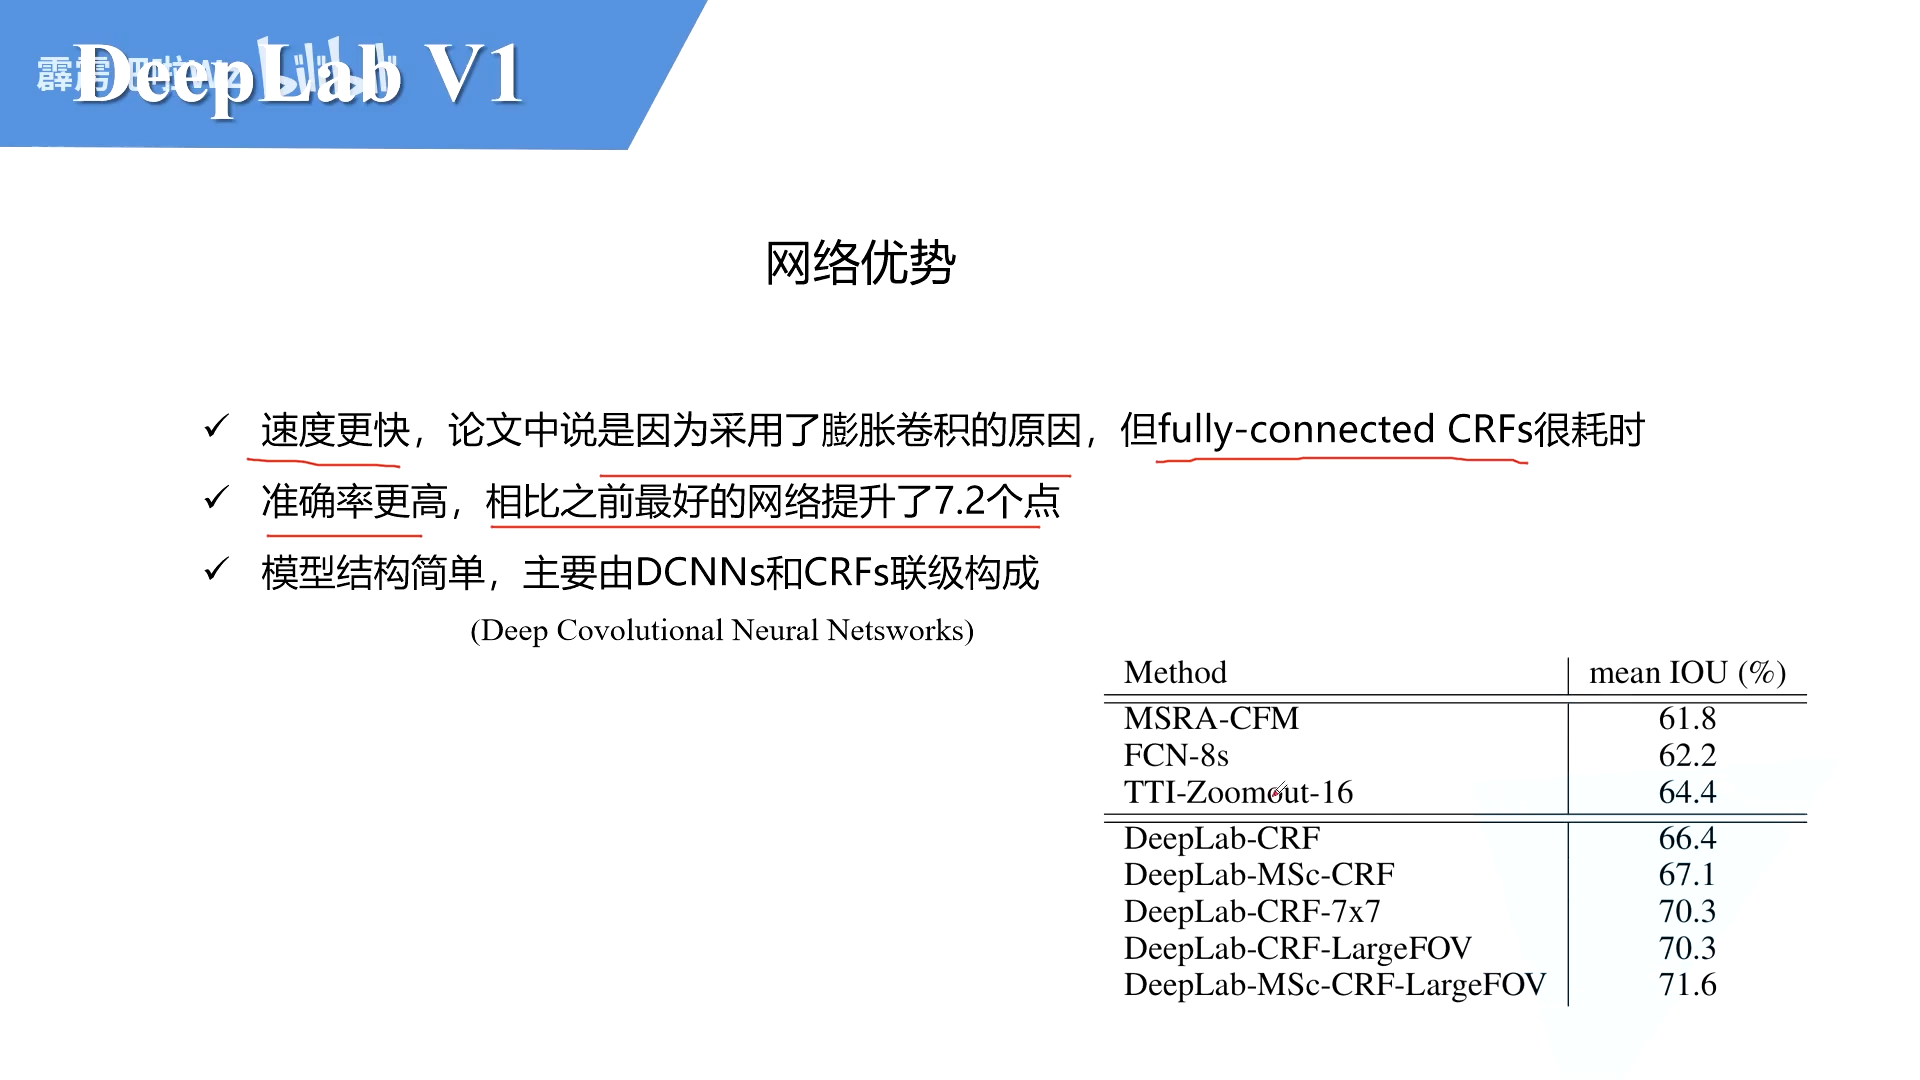 DeepLab V1
网络优势
速度更快，论文中说是因为采用了膨胀卷积的原因，但fully-connected CRFs很耗时
准确率更高，相比之前最好的网络提升了7.2个点
模型结构简单，主要由DCNNs和CRFs联级构成
(Deep Covolutional Neural Netsworks)
Method mean IOU (%)
MSRA-CFM 61.8
FCN-8s 62.2
TTI-Zoomout-16 64.4
DeepLab-CRF 66.4
DeepLab-MSc-CRF 67.1
DeepLab-CRF-7x7 70.3
DeepLab-CRF-LargeFOV 70.3
DeepLab-MSc-CRF-LargeFOV 71.6